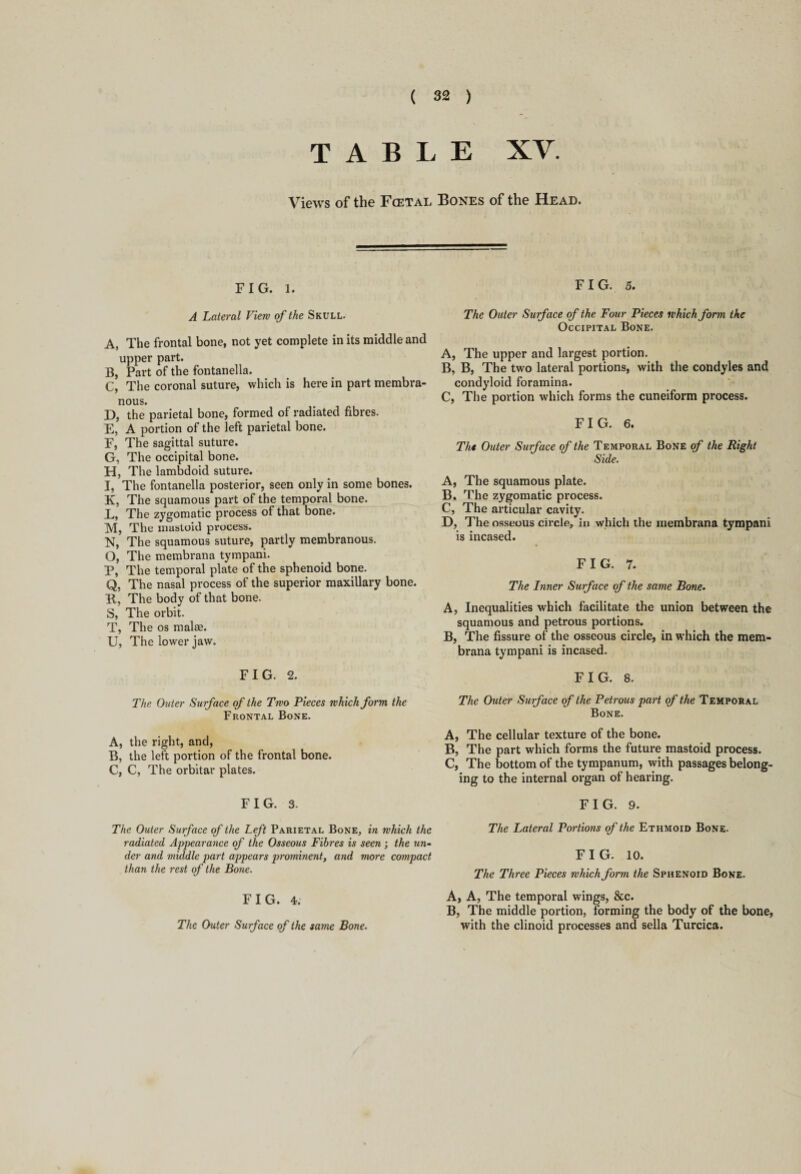 ( 32 )
TABLE XV.
Views of the Fœtal Bones of the Head.
FIG. 1.
A Lateral View of the Skull.
A, The frontal bone, not yet complete in its middle and
upper part.
B, Part of the fontanella.
C, The coronal suture, which is here in part membra-
nous.
D, the parietal bone, formed of radiated fibres.
E, A portion of the left parietal bone.
F, The sagittal suture.
G, The occipital bone.
H, The lambdoid suture.
I, The fontanella posterior, seen only in some bones.
K, The squamous part of the temporal bone.
L, The zygomatic process of that bone.
M, The mastoid process.
N, The squamous suture, partly membranous.
O, The membrana tympani.
P, The temporal plate of the sphenoid bone.
Q, The nasal process of the superior maxillary bone.
R, The body of that bone.
S, The orbit.
T, The os malæ.
U, The lower jaw.
FIG. 2.
The Outer Surface of the Two Pieces which form the
Frontal Bone.
A, the right, and,
B, the left portion of the frontal bone.
C, C, The orbitar plates.
FIG. 3.
The Outer Surface of the Left Parietal Bone, in which the
radiated Appearance of the Osseous Fibres is seen ; the un-
der and middle part appears prominent, and more compact
than the rest of the Bone.
FIG. 4.
The Outer Surface of the same Bone.
FIG. 5.
The Outer Surface of the Four Pieces which form the
Occipital Bone.
A, The upper and largest portion.
B, B, The two lateral portions, with the condyles and
condyloid foramina.
C, The portion which forms the cuneiform process.
FIG. 6.
The Outer Surface of the Temporal Bone of the Right
Side.
A, The squamous plate.
B. The zygomatic process.
C, The articular cavity.
D, The osseous circle, in which the membrana tympani
is incased.
FIG. 7.
The Inner Surface of the same Bone.
A, Inequalities which facilitate the union between the
squamous and petrous portions.
B, The fissure of the osseous circle, in which the mem-
brana tympani is incased.
FIG. 8.
The Outer Surface of the Petrous part of the Temporal
Bone.
A, The cellular texture of the bone.
B, The part which forms the future mastoid process.
C, The bottom of the tympanum, with passages belong-
ing to the internal organ of hearing.
FIG. 9.
The Lateral Portions of the Ethmoid Bone.
FIG. 10.
The Three Pieces which form the Sphenoid Bone.
A, A, The temporal wings, &c.
B, The middle portion, forming the body of the bone,
with the clinoid processes and sella Turcica.